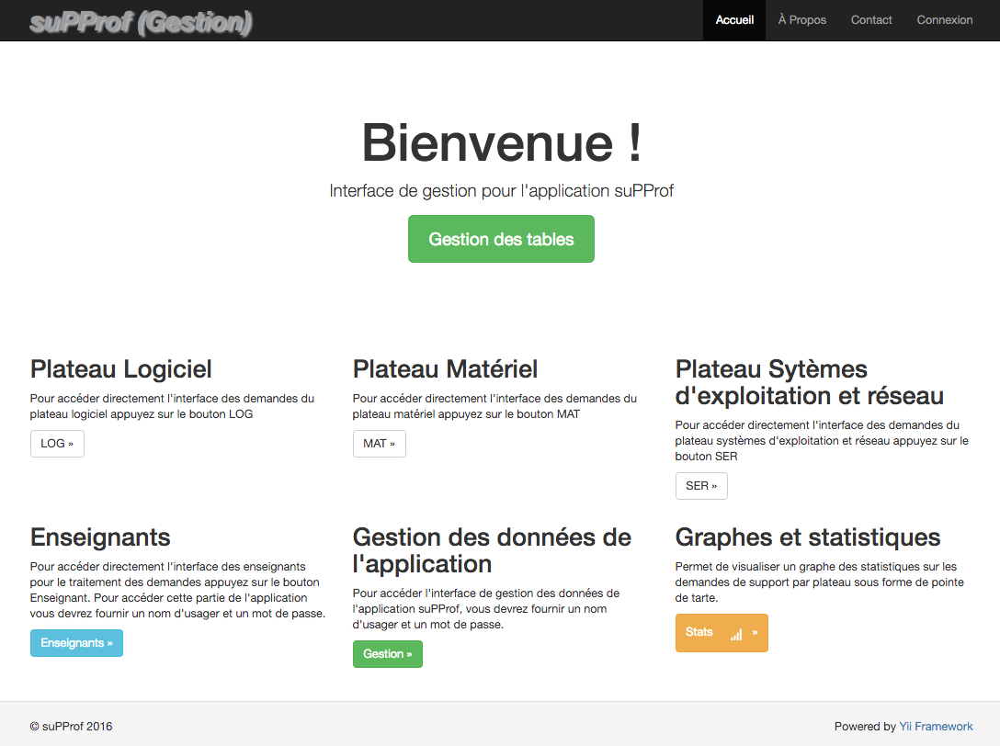 suPProf (Gestion)
Accueil
À Propos
Contact
Connexion
Bienvenue !
Interface de gestion pour l'application suPProf
Gestion des tables
Plateau Logiciel
Pour accéder directement l'interface des demandes du
plateau logiciel appuyez sur le bouton LOG
LOG »
Plateau Matériel
Pour accéder directement l'interface des demandes du
plateau matériel appuyez sur le bouton MAT
MAT »
Plateau Sytèmes
d'exploitation et réseau
Pour accéder directement l'interface des demandes du
plateau systèmes d'exploitation et réseau appuyez sur le
bouton SER
SER »
Enseignants
Pour accéder directement l'interface des enseignants
pour le traitement des demandes appuyez sur le bouton
Enseignant. Pour accéder cette partie de l'application
vous devrez fournir un nom d'usager et un mot de passe.
Enseignants »
Gestion des données de
l'application
Pour accéder l'interface de gestion des données de
l'application suPProf, vous devrez fournir un nom
d'usager et un mot de passe.
Gestion »
Graphes et statistiques
Permet de visualiser un graphe des statistiques sur les
demandes de support par plateau sous forme de pointe
de tarte.
Stats »
© suPProf 2016
Powered by Yii Framework